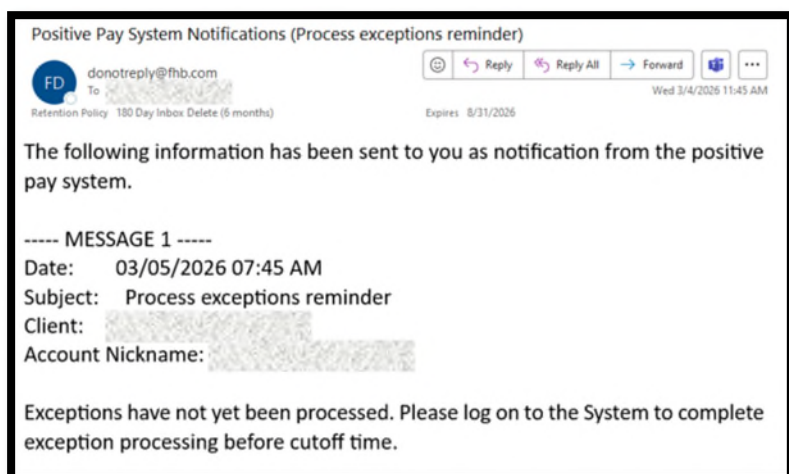 Positive Pay System Notifications (Process exceptions reminder)
FD
donotreply@fhb.com
To
Reply
Reply All
Forward
Wed 3/4/2026 11:45 AM
Retention Policy 180 Day Inbox Delete (6 months)
Expires 8/31/2026
The following information has been sent to you as notification from the positive
pay system.
----- MESSAGE 1 -----
Date: 03/05/2026 07:45 AM
Subject: Process exceptions reminder
Client:
Account Nickname:
Exceptions have not yet been processed. Please log on to the System to complete
exception processing before cutoff time.